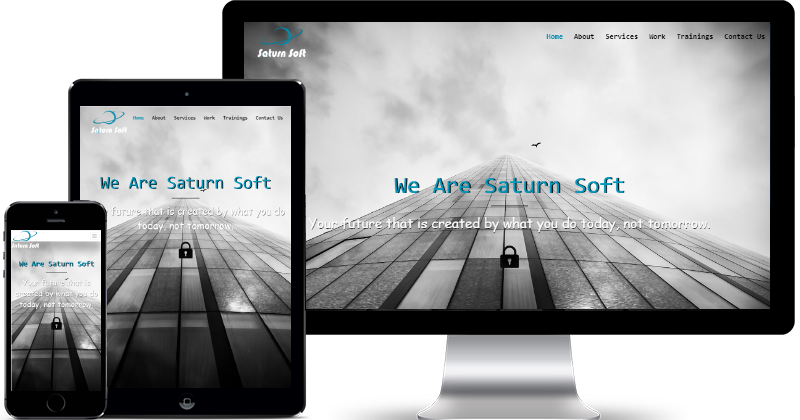 Saturn Soft
Home About Services Work Trainings Contact Us
We Are Saturn Soft
Your future that is created by what you do today, not tomorrow.
Saturn Soft
Home About Services Work Trainings Contact Us
We Are Saturn Soft
future that is created by what you do
today, not tomorrow.
Saturn Soft
We Are Saturn Soft
Your future that is
created by what you do
today, not tomorrow.